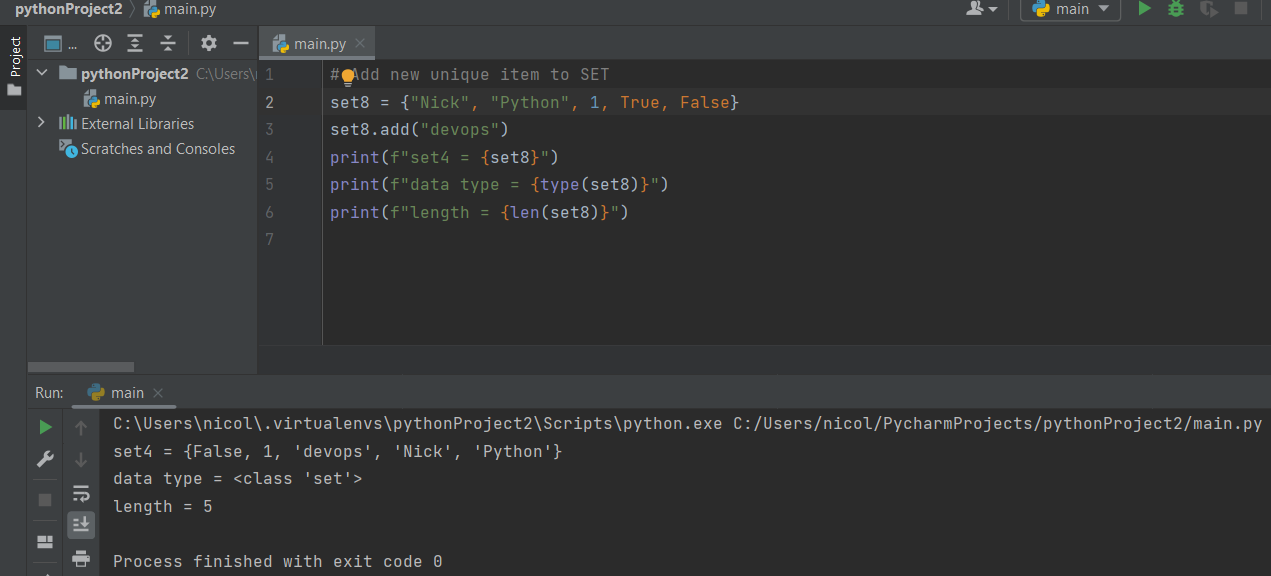 pythonProject2 main.py main
Project ... main.py
pythonProject2 C:\Users\
main.py
External Libraries
Scratches and Consoles
1 # Add new unique item to SET
2 set8 = {"Nick", "Python", 1, True, False}
3 set8.add("devops")
4 print(f"set4 = {set8}")
5 print(f"data type = {type(set8)}")
6 print(f"length = {len(set8)}")
7
Run: main
C:\Users\nicol\.virtualenvs\pythonProject2\Scripts\python.exe C:/Users/nicol/PycharmProjects/pythonProject2/main.py
set4 = {False, 1, 'devops', 'Nick', 'Python'}
data type = <class 'set'>
length = 5
Process finished with exit code 0